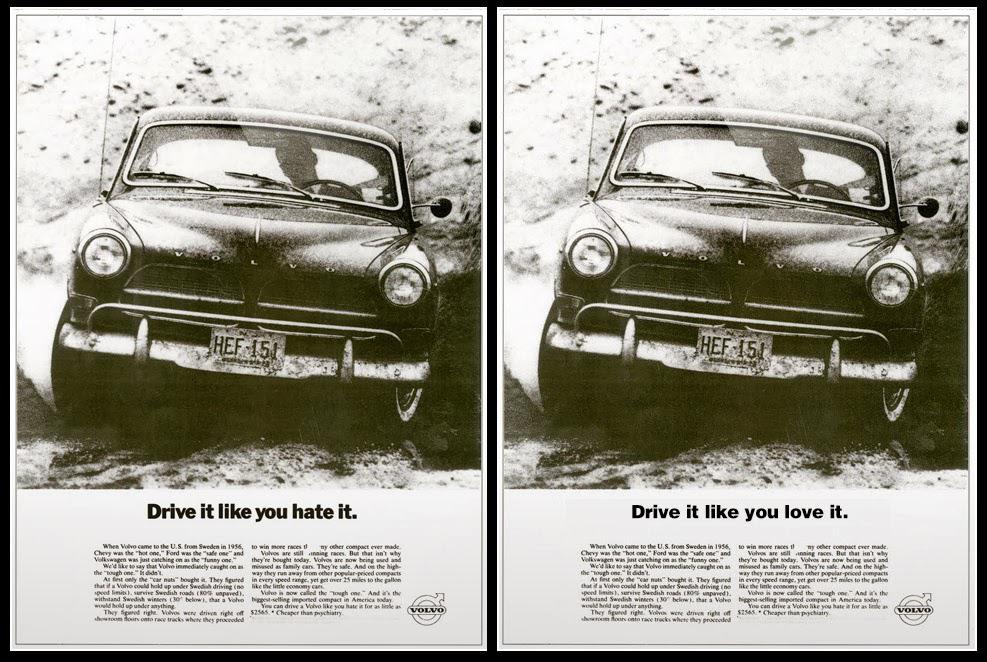 VOLVO
HEF-151
Drive it like you hate it.
When Volvo came to the U.S. from Sweden in 1956,
Chevy was the "hot one," Ford was the "safe one" and
Volkswagen was just catching on as the "funny one."
We'd like to say that Volvo immediately caught on as
the "tough one." It didn't.
At first only the "car nuts" bought it. They figured
that if a Volvo could hold up under Swedish driving (no
speed limits), survive Swedish roads (80% unpaved),
withstand Swedish winters (30° below), that a Volvo
would hold up under anything.
They figured right. Volvos were driven right off
showroom floors onto race tracks where they proceeded
to win more races other compact ever made.
Volvos are still races. But that isn't why
they're bought today. Volvos are now being used and
misused as family cars. They're safe. And on the high-
way they run away from other popular-priced compacts
in every speed range, yet get over 25 miles to the gallon
like the little economy cars.
Volvo is now called the "tough one." And it's the
biggest-selling imported compact in America today.
You can drive a Volvo like you hate it for as little as
$2565.* Cheaper than psychiatry.
VOLVO
VOLVO
HEF-151
Drive it like you love it.
When Volvo came to the U.S. from Sweden in 1956,
Chevy was the "hot one," Ford was the "safe one" and
Volkswagen was just catching on as the "funny one."
We'd like to say that Volvo immediately caught on as
the "tough one." It didn't.
At first only the "car nuts" bought it. They figured
that if a Volvo could hold up under Swedish driving (no
speed limits), survive Swedish roads (80% unpaved),
withstand Swedish winters (30° below), that a Volvo
would hold up under anything.
They figured right. Volvos were driven right off
showroom floors onto race tracks where they proceeded
to win more races other compact ever made.
Volvos are still races. But that isn't why
they're bought today. Volvos are now being used and
misused as family cars. They're safe. And on the high-
way they run away from other popular-priced compacts
in every speed range, yet get over 25 miles to the gallon
like the little economy cars.
Volvo is now called the "tough one." And it's the
biggest-selling imported compact in America today.
You can drive a Volvo like you hate it for as little as
$2565.* Cheaper than psychiatry.
VOLVO